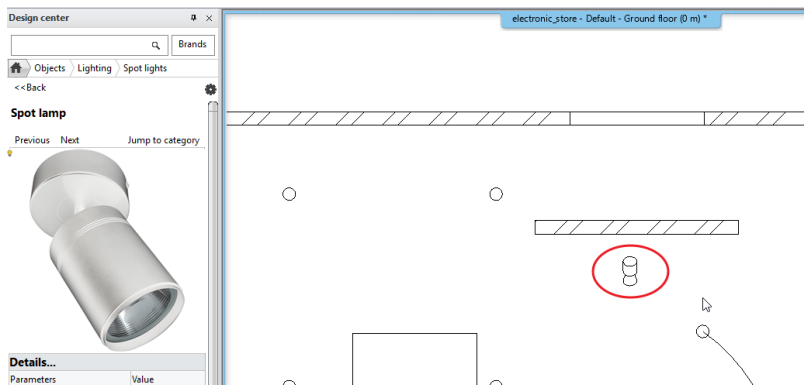 Design center
electronic_store - Default - Ground floor (0 m) *
Brands
Objects Lighting Spot lights
<<Back
Spot lamp
Previous Next Jump to category
Details...
Parameters Value